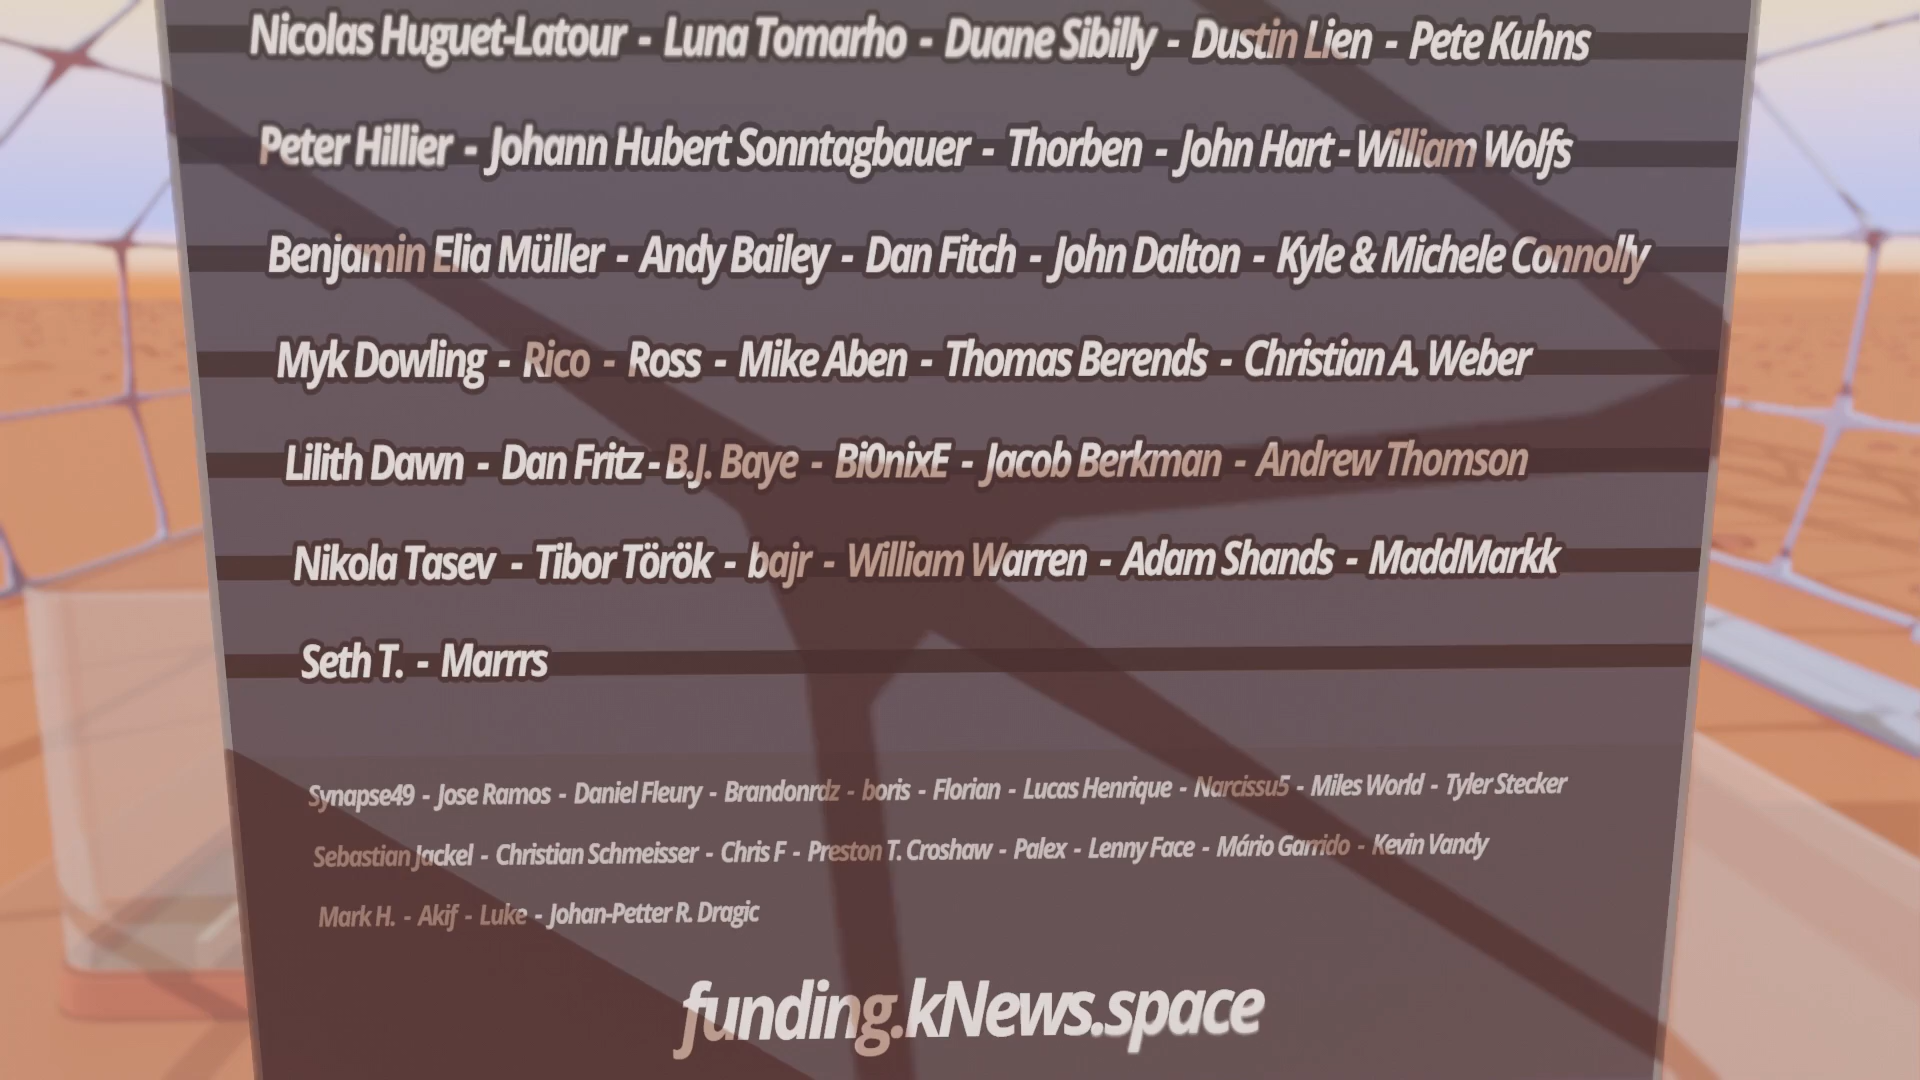 Nicolas Huguet-Latour - Luna Tomarho - Duane Sibilly - Dustin Lien - Pete Kuhns
Peter Hillier - Johann Hubert Sonntagbauer - Thorben - John Hart - William Wolfs
Benjamin Elia Müller - Andy Bailey - Dan Fitch - John Dalton - Kyle & Michele Connolly
Myk Dowling - Rico - Ross - Mike Aben - Thomas Berends - Christian A. Weber
Lilith Dawn - Dan Fritz - B.J. Baye - Bi0nixE - Jacob Berkman - Andrew Thomson
Nikola Tasev - Tibor Török - bajr - William Warren - Adam Shands - MaddMarkk
Seth T. - Marrrs
Synapse49 - Jose Ramos - Daniel Fleury - Brandonrdz - boris - Florian - Lucas Henrique - Narcissu5 - Miles World - Tyler Stecker
Sebastian Jackel - Christian Schmeisser - Chris F - Preston T. Croshaw - Palex - Lenny Face - Mário Garrido - Kevin Vandy
Mark H. - Akif - Luke - Johan-Petter R. Dragic
funding.kNews.space